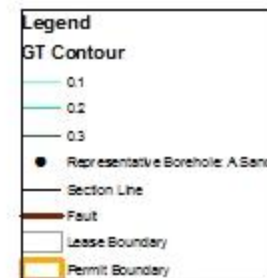 Legend
GT Contour
0.1
0.2
0.3
Representative Borehole: A Sand
Section Line
Fault
Lease Boundary
Permit Boundary